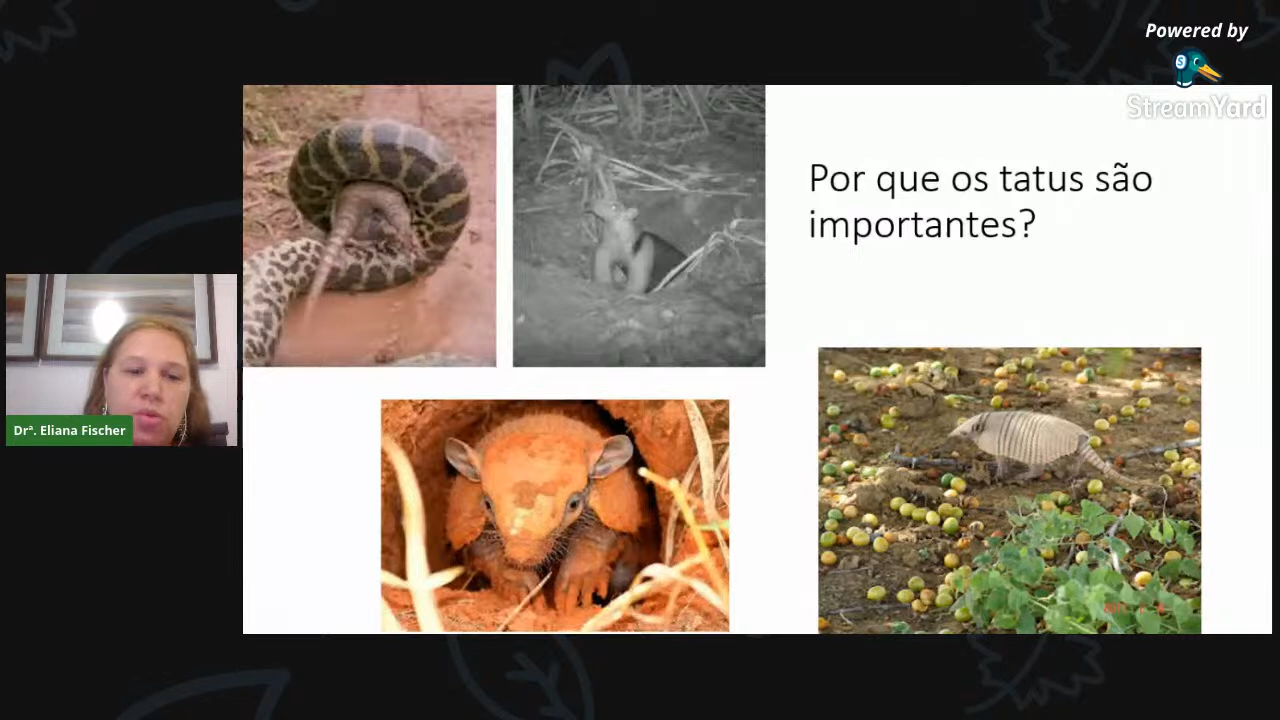 Powered by
StreamYard
Por que os tatus são
importantes?
Drª. Eliana Fischer